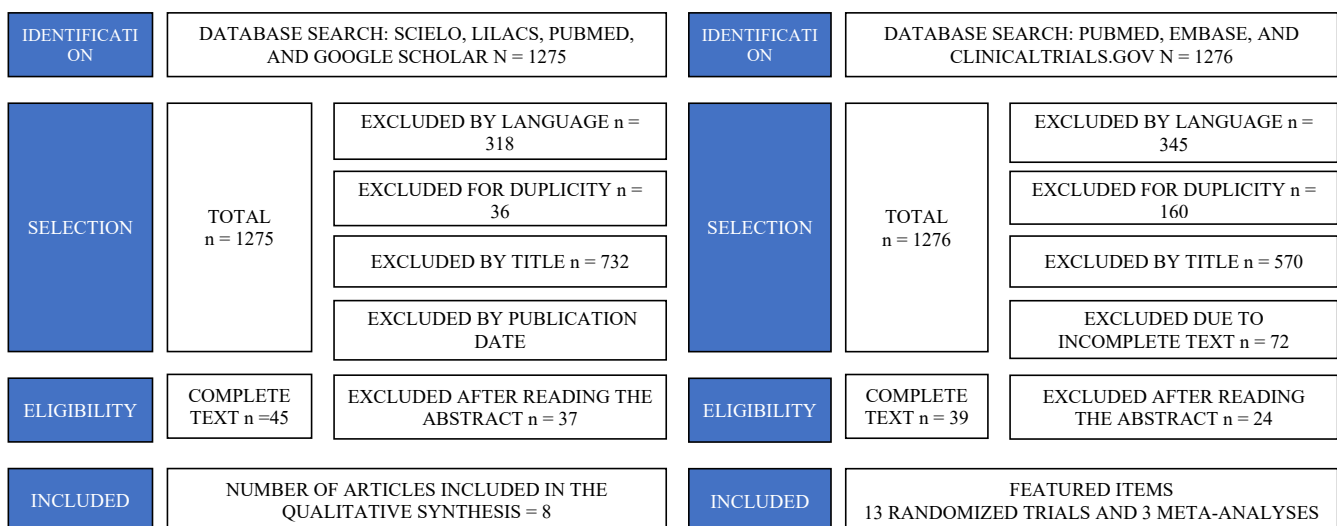 IDENTIFICATI
ON
DATABASE SEARCH: SCIELO, LILACS, PUBMED,
AND GOOGLE SCHOLAR N = 1275
SELECTION
TOTAL
n = 1275
EXCLUDED BY LANGUAGE n =
318
EXCLUDED FOR DUPLICITY n =
36
EXCLUDED BY TITLE n = 732
EXCLUDED BY PUBLICATION
DATE
ELIGIBILITY
COMPLETE
TEXT n =45
EXCLUDED AFTER READING THE
ABSTRACT n = 37
INCLUDED
NUMBER OF ARTICLES INCLUDED IN THE
QUALITATIVE SYNTHESIS = 8
IDENTIFICATI
ON
DATABASE SEARCH: PUBMED, EMBASE, AND
CLINICALTRIALS.GOV N = 1276
SELECTION
TOTAL
n = 1276
EXCLUDED BY LANGUAGE n =
345
EXCLUDED FOR DUPLICITY n =
160
EXCLUDED BY TITLE n = 570
EXCLUDED DUE TO
INCOMPLETE TEXT n = 72
ELIGIBILITY
COMPLETE
TEXT n = 39
EXCLUDED AFTER READING
THE ABSTRACT n = 24
INCLUDED
FEATURED ITEMS
13 RANDOMIZED TRIALS AND 3 META-ANALYSES